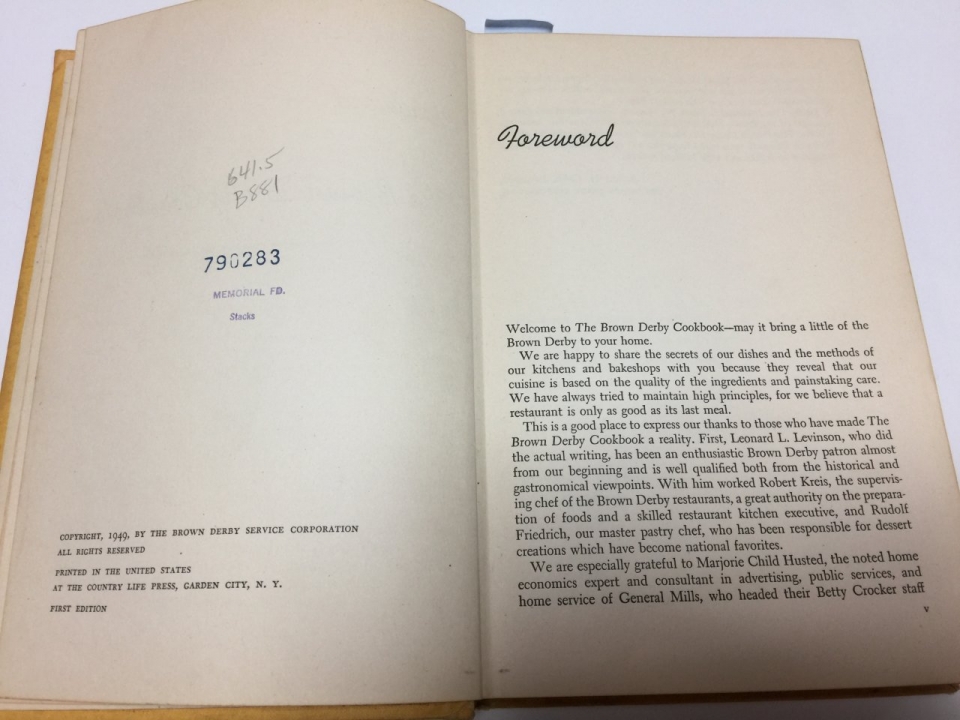 641.5
B881
790283
MEMORIAL FD.
Stacks
COPYRIGHT, 1949, BY THE BROWN DERBY SERVICE CORPORATION
ALL RIGHTS RESERVED
PRINTED IN THE UNITED STATES
AT THE COUNTRY LIFE PRESS, GARDEN CITY, N. Y.
FIRST EDITION
Foreword
Welcome to The Brown Derby Cookbook—may it bring a little of the
Brown Derby to your home.
We are happy to share the secrets of our dishes and the methods of
our kitchens and bakeshops with you because they reveal that our
cuisine is based on the quality of the ingredients and painstaking care.
We have always tried to maintain high principles, for we believe that a
restaurant is only as good as its last meal.
This is a good place to express our thanks to those who have made The
Brown Derby Cookbook a reality. First, Leonard L. Levinson, who did
the actual writing, has been an enthusiastic Brown Derby patron almost
from our beginning and is well qualified both from the historical and
gastronomical viewpoints. With him worked Robert Kreis, the supervis-
ing chef of the Brown Derby restaurants, a great authority on the prepara-
tion of foods and a skilled restaurant kitchen executive, and Rudolf
Friedrich, our master pastry chef, who has been responsible for dessert
creations which have become national favorites.
We are especially grateful to Marjorie Child Husted, the noted home
economics expert and consultant in advertising, public services, and
home service of General Mills, who headed their Betty Crocker staff
v